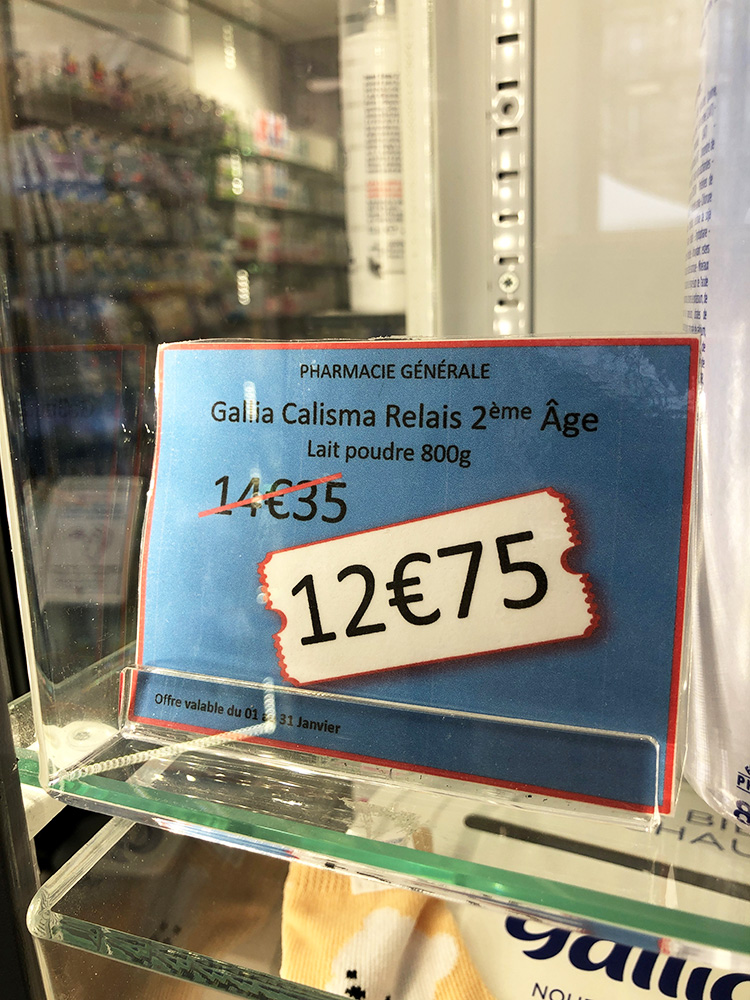 PHARMACIE GÉNÉRALE
Gallia Calisma Relais 2ème Âge
Lait poudre 800g
14€35
12€75
Offre valable du 01 au 31 Janvier
gallia
NOU